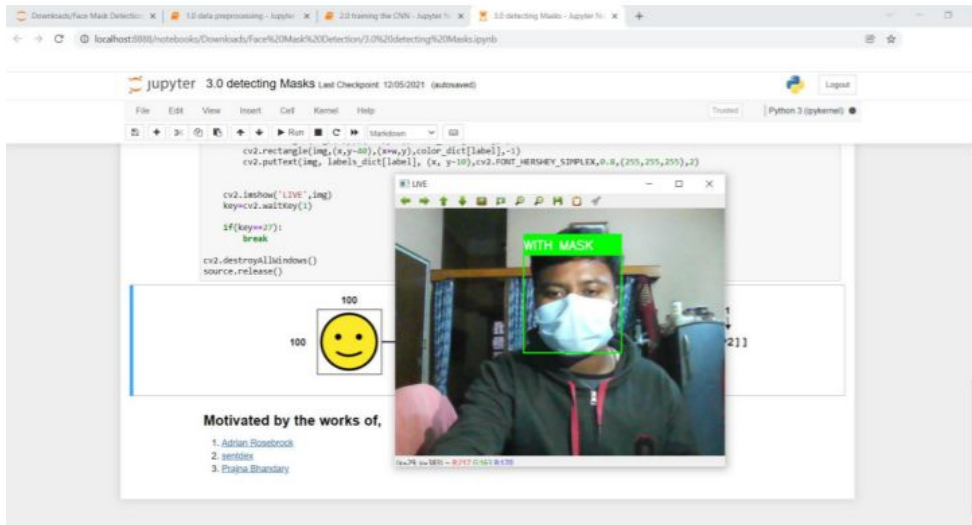 Downloads/Face Mask Detection
1.0 data preprocessing - Jupyter
2.0 training the CNN - Jupyter N
3.0 detecting Masks - Jupyter N
localhost:8888/notebooks/Downloads/Face%20Mask%20Detection/3.0%20detecting%20Masks.ipynb
jupyter 3.0 detecting Masks Last Checkpoint: 12/05/2021 (autosaved)
Logout
File Edit View Insert Cell Kernel Help
Trusted
Python 3 (ipykernel)
Run
Markdown
cv2.rectangle(img,(x,y-40),(x+w,y),color_dict[label],-1)
cv2.putText(img, labels_dict[label], (x, y-10),cv2.FONT_HERSHEY_SIMPLEX,0.8,(255,255,255),2)
cv2.imshow('LIVE',img)
key=cv2.waitKey(1)
if(key==27):
break
cv2.destroyAllWindows()
source.release()
LIVE
WITH MASK
100
100
2]]
Motivated by the works of,
1. Adrian Rosebrock
2. sentdex
3. Prajna Bhandary